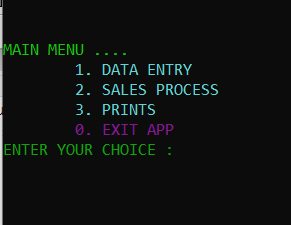 MAIN MENU ....
1. DATA ENTRY
2. SALES PROCESS
3. PRINTS
0. EXIT APP
ENTER YOUR CHOICE :